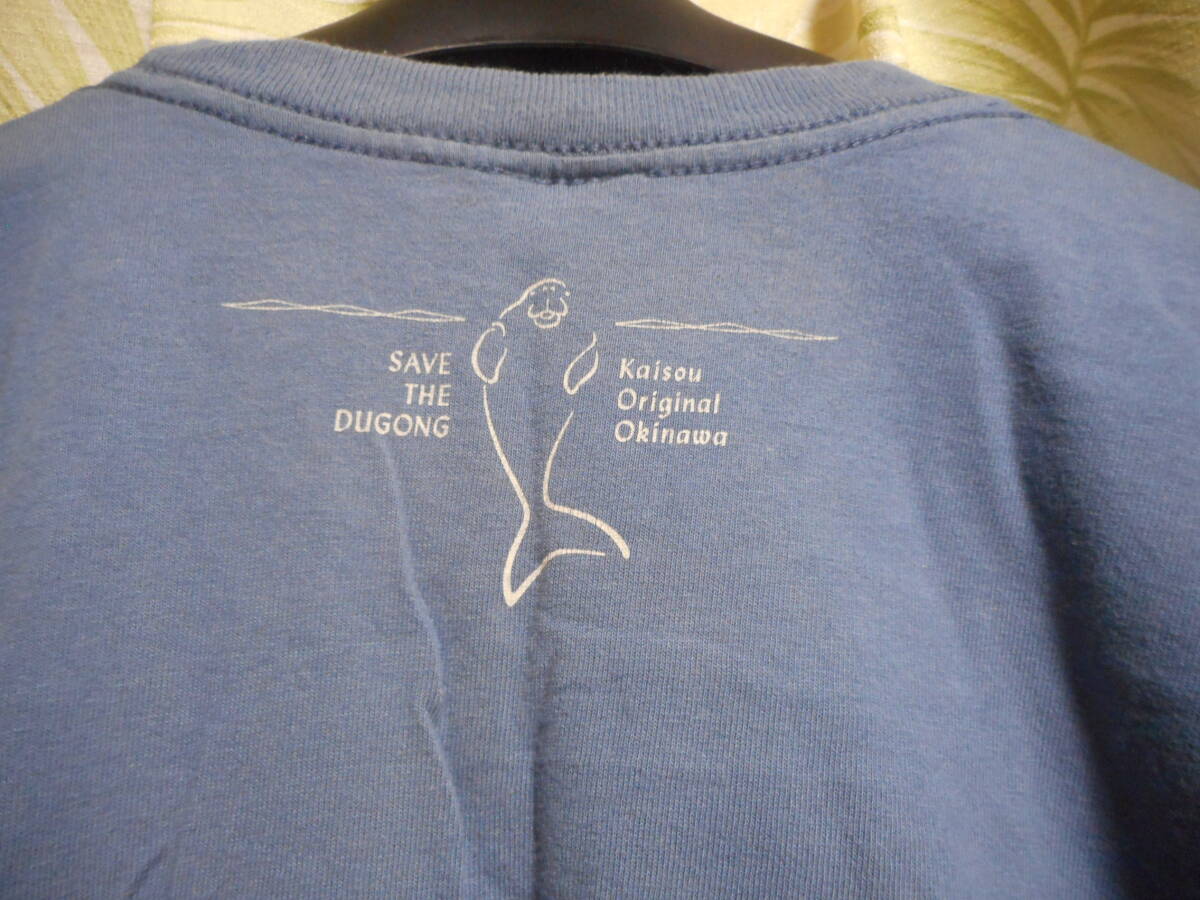 SAVE
THE
DUGONG
Kaisou
Original
Okinawa